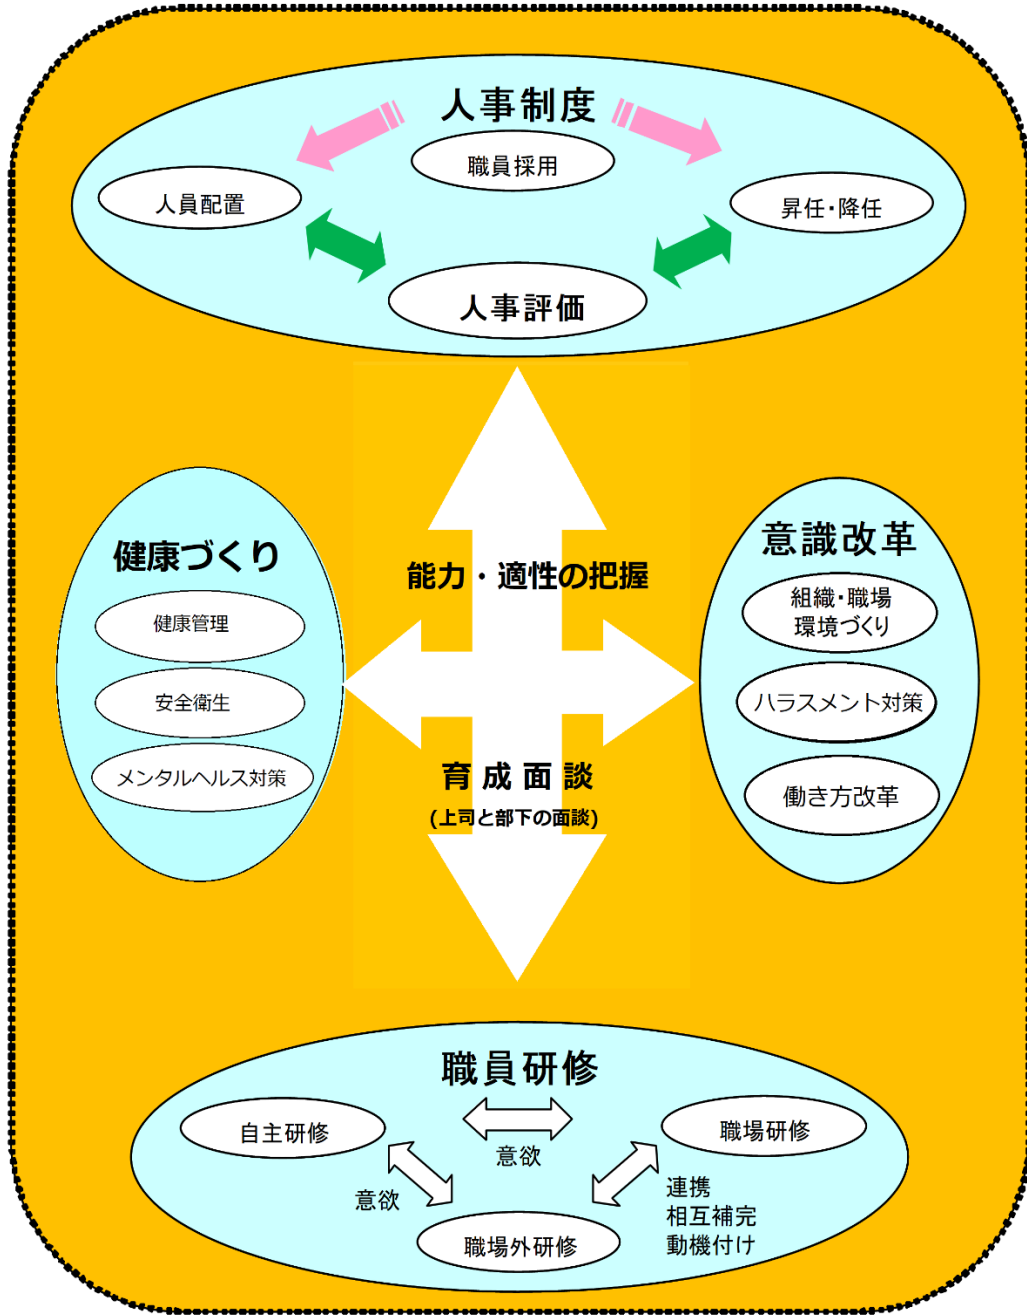 人事制度
職員採用
人員配置
昇任・降任
人事評価
健康づくり
健康管理
安全衛生
メンタルヘルス対策
能力・適性の把握
育成面談
(上司と部下の面談)
意識改革
組織・職場
環境づくり
ハラスメント対策
働き方改革
職員研修
自主研修
意欲
職場研修
意欲
連携
相互補完
動機付け
職場外研修